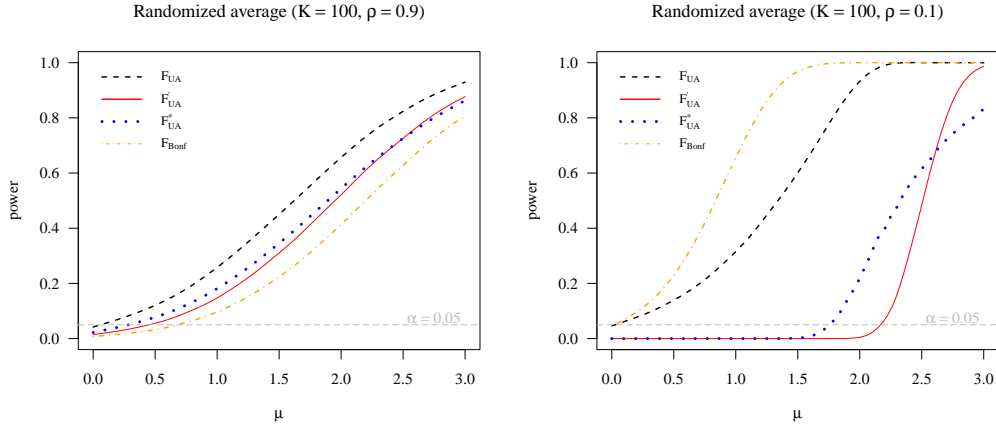 Randomized average (K = 100, ρ = 0.9)
power
1.0
0.8
0.6
0.4
0.2
0.0
F_UA
F′_UA
F*_UA
F_Bonf
α = 0.05
0.0 0.5 1.0 1.5 2.0 2.5 3.0
μ
Randomized average (K = 100, ρ = 0.1)
power
1.0
0.8
0.6
0.4
0.2
0.0
F_UA
F′_UA
F*_UA
F_Bonf
α = 0.05
0.0 0.5 1.0 1.5 2.0 2.5 3.0
μ